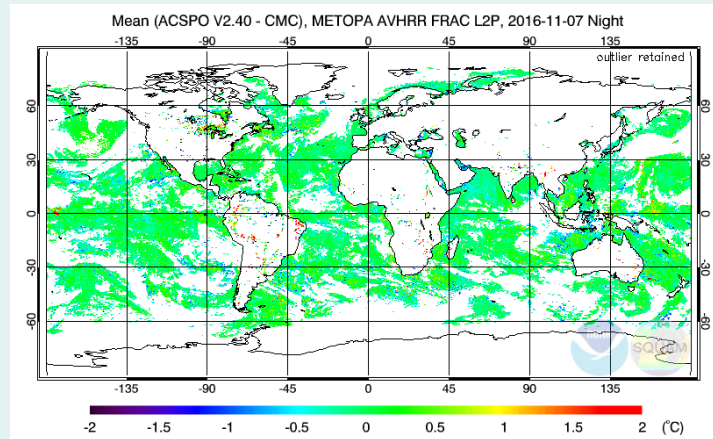 Mean (ACSPO V2.40 - CMC), METOPA AVHRR FRAC L2P, 2016-11-07 Night
-135 -90 -45 0 45 90 135
outlier retained
60 60
30 30
0 0
-30 -30
-60 -60
noaa SQUAM
-135 -90 -45 0 45 90 135
-2 -1.5 -1 -0.5 0 0.5 1 1.5 2 (°C)